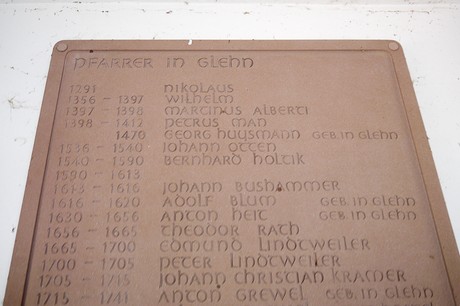 PFARRER IN GLEHN
1291 NIKOLAUS
1356 - 1397 WILHELM
1397 - 1398 MARTINUS ALBERTI
1398 - 1412 PETRUS MAN
1470 GEORG HUYSMANN GEB.IN GLEHN
1536 - 1540 JOHANN OTTEN
1540 - 1590 BERNHARD HOLTIK
1590 - 1613
1613 - 1616 JOHANN BUSHAMMER
1616 - 1620 ADOLF BLUM GEB.IN GLEHN
1630 - 1656 ANTON HEIT GEB.IN GLEHN
1656 - 1665 THEODOR RATH
1665 - 1700 EDMUND LINDTWEILER
1700 - 1705 PETER LINDTWEILER
1705 - 1715 JOHANN CHRISTIAN KRAMER
1715 - 1741 ANTON GREWEL GEB.IN GLEHN